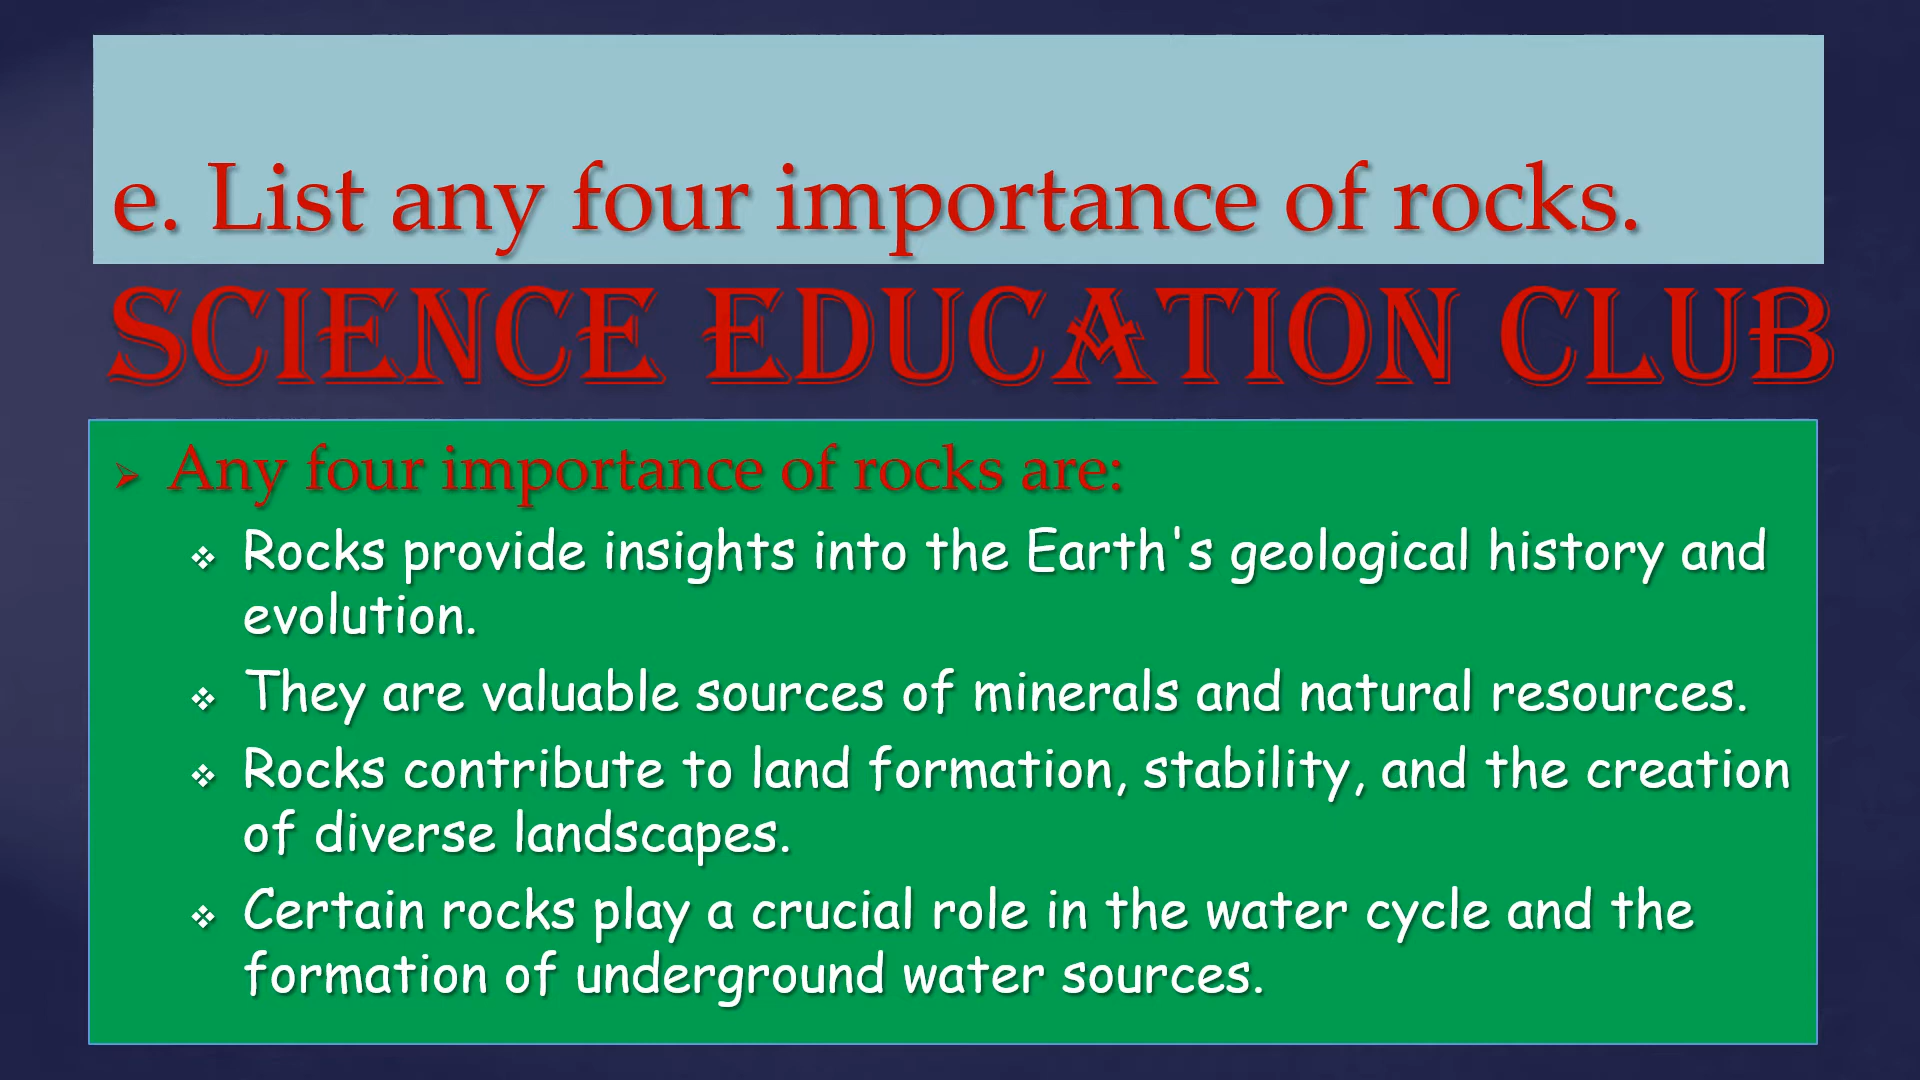 e. List any four importance of rocks.
SCIENCE EDUCATION CLUB
➢ Any four importance of rocks are:
❖ Rocks provide insights into the Earth's geological history and
evolution.
❖ They are valuable sources of minerals and natural resources.
❖ Rocks contribute to land formation, stability, and the creation
of diverse landscapes.
❖ Certain rocks play a crucial role in the water cycle and the
formation of underground water sources.